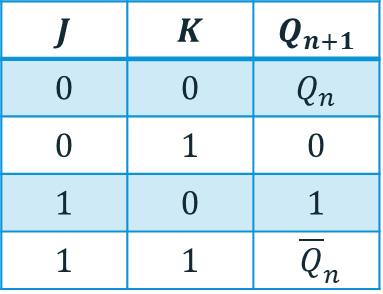 J K Qₙ₊₁
0 0 Qₙ
0 1 0
1 0 1
1 1 Q̅ₙ